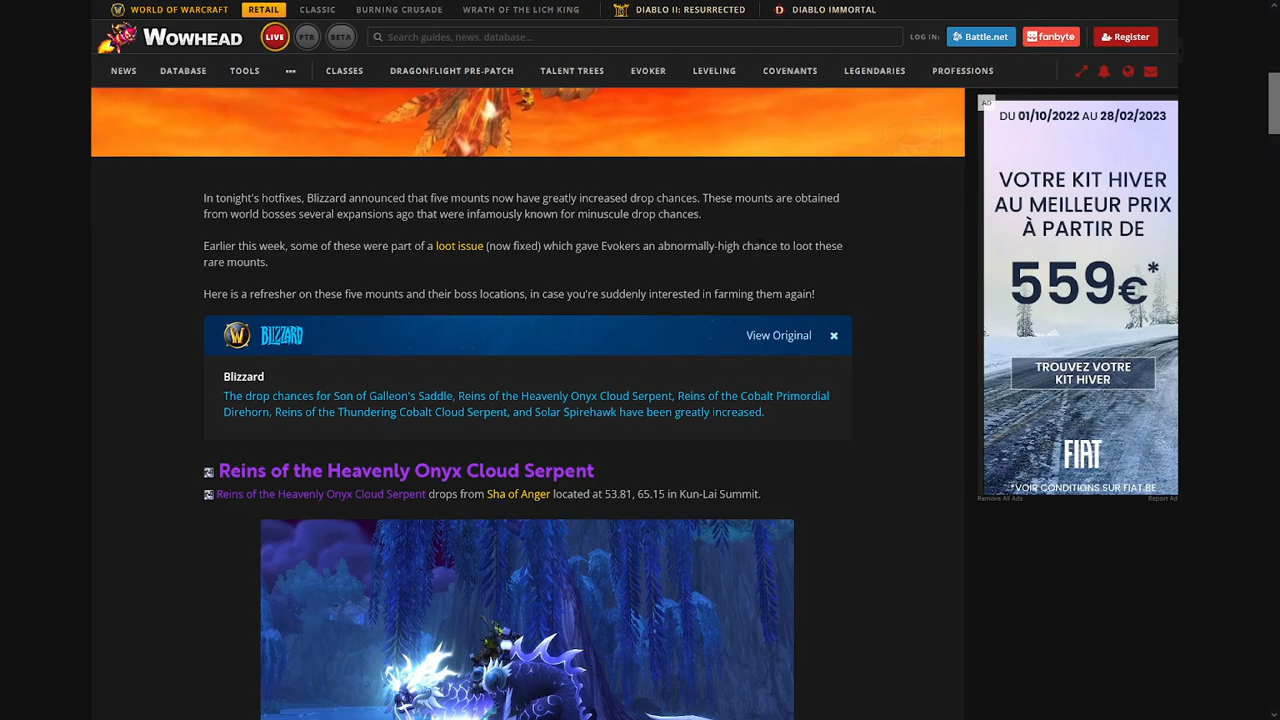 WORLD OF WARCRAFT RETAIL CLASSIC BURNING CRUSADE WRATH OF THE LICH KING DIABLO II: RESURRECTED DIABLO IMMORTAL
WOWHEAD LIVE PTR BETA Search guides, news, database... LOG IN: Battle.net fanbyte Register
NEWS DATABASE TOOLS ••• CLASSES DRAGONFLIGHT PRE-PATCH TALENT TREES EVOKER LEVELING COVENANTS LEGENDARIES PROFESSIONS
In tonight's hotfixes, Blizzard announced that five mounts now have greatly increased drop chances. These mounts are obtained
from world bosses several expansions ago that were infamously known for minuscule drop chances.
Earlier this week, some of these were part of a loot issue (now fixed) which gave Evokers an abnormally-high chance to loot these
rare mounts.
Here is a refresher on these five mounts and their boss locations, in case you're suddenly interested in farming them again!
W BLIZZARD View Original ×
Blizzard
The drop chances for Son of Galleon's Saddle, Reins of the Heavenly Onyx Cloud Serpent, Reins of the Cobalt Primordial
Direhorn, Reins of the Thundering Cobalt Cloud Serpent, and Solar Spirehawk have been greatly increased.
Reins of the Heavenly Onyx Cloud Serpent
Reins of the Heavenly Onyx Cloud Serpent drops from Sha of Anger located at 53.81, 65.15 in Kun-Lai Summit.
AD
DU 01/10/2022 AU 28/02/2023
VOTRE KIT HIVER
AU MEILLEUR PRIX
À PARTIR DE
559€*
TROUVEZ VOTRE
KIT HIVER
FIAT
*VOIR CONDITIONS SUR FIAT.BE
Remove All Ads Report Ad